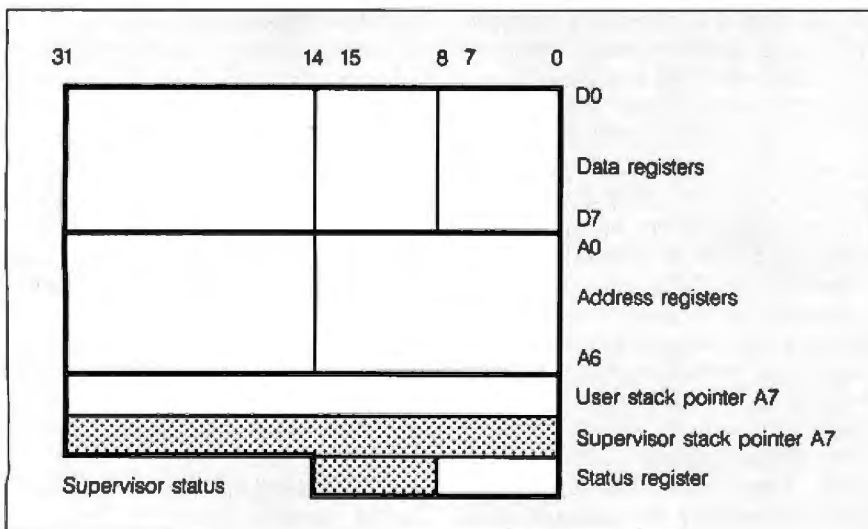 31 14 15 8 7 0
D0
Data registers
D7
A0
Address registers
A6
User stack pointer A7
Supervisor stack pointer A7
Supervisor status Status register